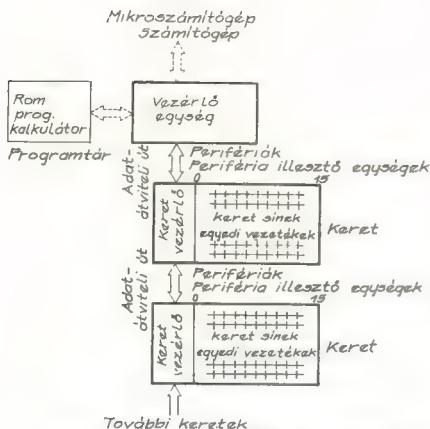 Mikroszámítógép
számítógép
Rom
prog.
kalkulátor
Programtár
Vezérlő
egység
Adat-
átviteli út
Perifériák
Periféria illesztő egységek
0 15
Keret
vezérlő
keret sínek
egyedi vezetékek
Keret
Adat-
átviteli út
Perifériák
Periféria illesztő egységek
0 15
Keret
vezérlő
keret sínek
egyedi vezetékek
Keret
További keretek